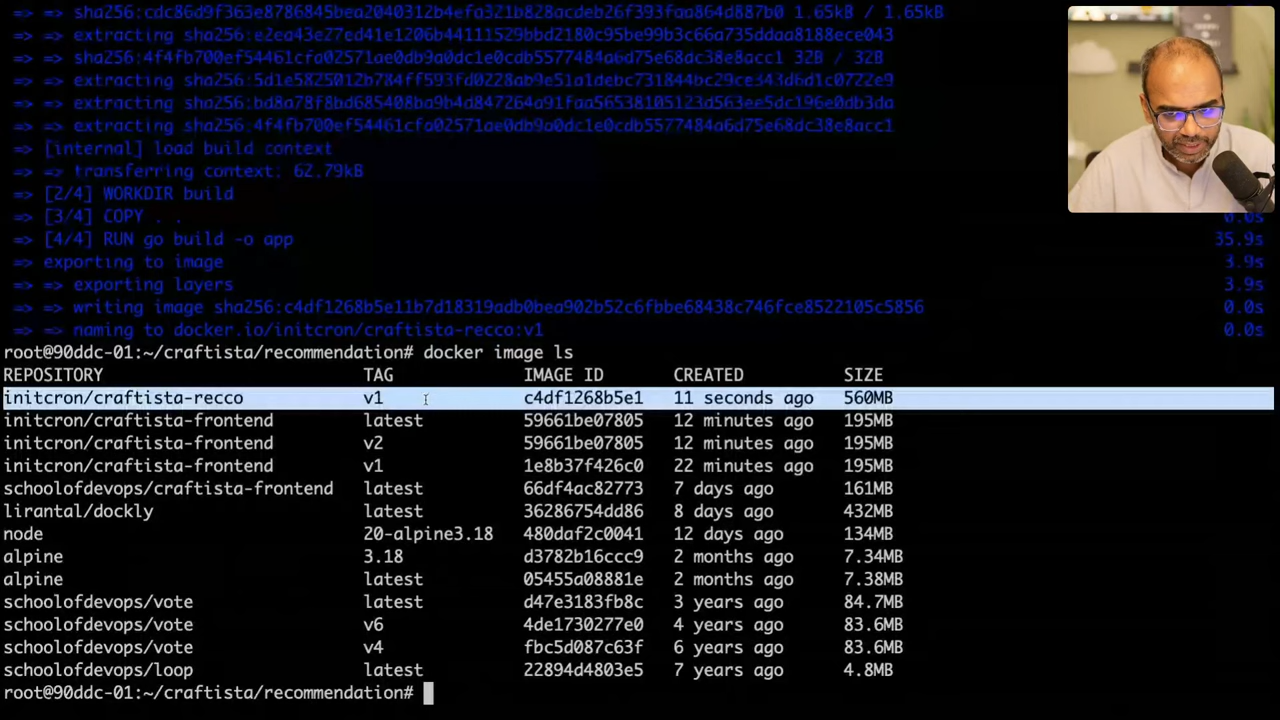 => => sha256:cdc86d9f363e8786845bea2040346efa321b828acdeb26f393faa864d887b0 1.65kB / 1.65kB
=> => extracting sha256:e2ea43e27ed41e1206b44111529bbd2180c95be99b3c66a735ddaa8188ece043
=> => sha256:4f4fb700ef54461cfa02571ae0db9a0dc1e0cdb5577484a6d75e68dc38e8acc1 32B / 32B
=> => extracting sha256:5d1e5825012b784ff593fd0228ab9e51a1debc731844bc29ce343d6d1c0722e9
=> => extracting sha256:bd8a78f8bd685408ba9b4d847264a91faa56538105123d563ee5dc196e0db3da
=> => extracting sha256:4f4fb700ef54461cfa02571ae0db9a0dc1e0cdb5577484a6d75e68dc38e8acc1
=> [internal] load build context
=> => transferring context: 62.79kB
=> [2/4] WORKDIR build
=> [3/4] COPY . . 0.0s
=> [4/4] RUN go build -o app 35.9s
=> exporting to image 3.9s
=> => exporting layers 3.9s
=> => writing image sha256:c4df1268b5e11b7d18319adb0bea902b52c6fbbe68438c746fce8522105c5856 0.0s
=> => naming to docker.io/initcron/craftista-recco:v1 0.0s
root@90ddc-01:~/craftista/recommendation# docker image ls
REPOSITORY TAG IMAGE ID CREATED SIZE
initcron/craftista-recco v1 c4df1268b5e1 11 seconds ago 560MB
initcron/craftista-frontend latest 59661be07805 12 minutes ago 195MB
initcron/craftista-frontend v2 59661be07805 12 minutes ago 195MB
initcron/craftista-frontend v1 1e8b37f426c0 22 minutes ago 195MB
schoolofdevops/craftista-frontend latest 66df4ac82773 7 days ago 161MB
lirantal/dockly latest 36286754dd86 8 days ago 432MB
node 20-alpine3.18 480daf2c0041 12 days ago 134MB
alpine 3.18 d3782b16ccc9 2 months ago 7.34MB
alpine latest 05455a08881e 2 months ago 7.38MB
schoolofdevops/vote latest d47e3183fb8c 3 years ago 84.7MB
schoolofdevops/vote v6 4de1730277e0 4 years ago 83.6MB
schoolofdevops/vote v4 fbc5d087c63f 6 years ago 83.6MB
schoolofdevops/loop latest 22894d4803e5 7 years ago 4.8MB
root@90ddc-01:~/craftista/recommendation#